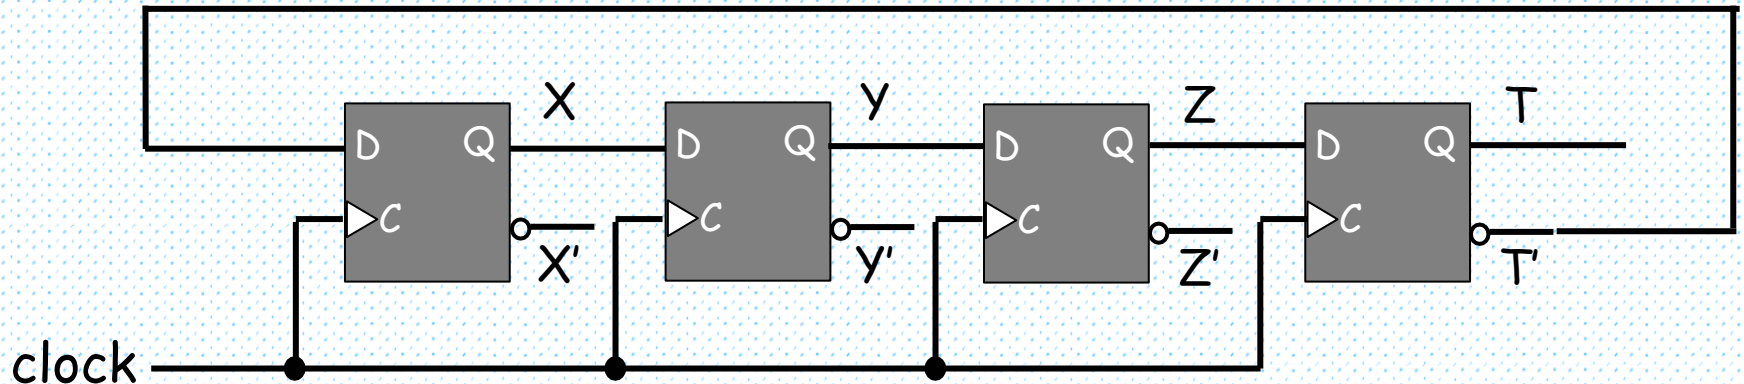 X Y Z T
D Q D Q D Q D Q
C C C C
X' Y' Z' T'
clock